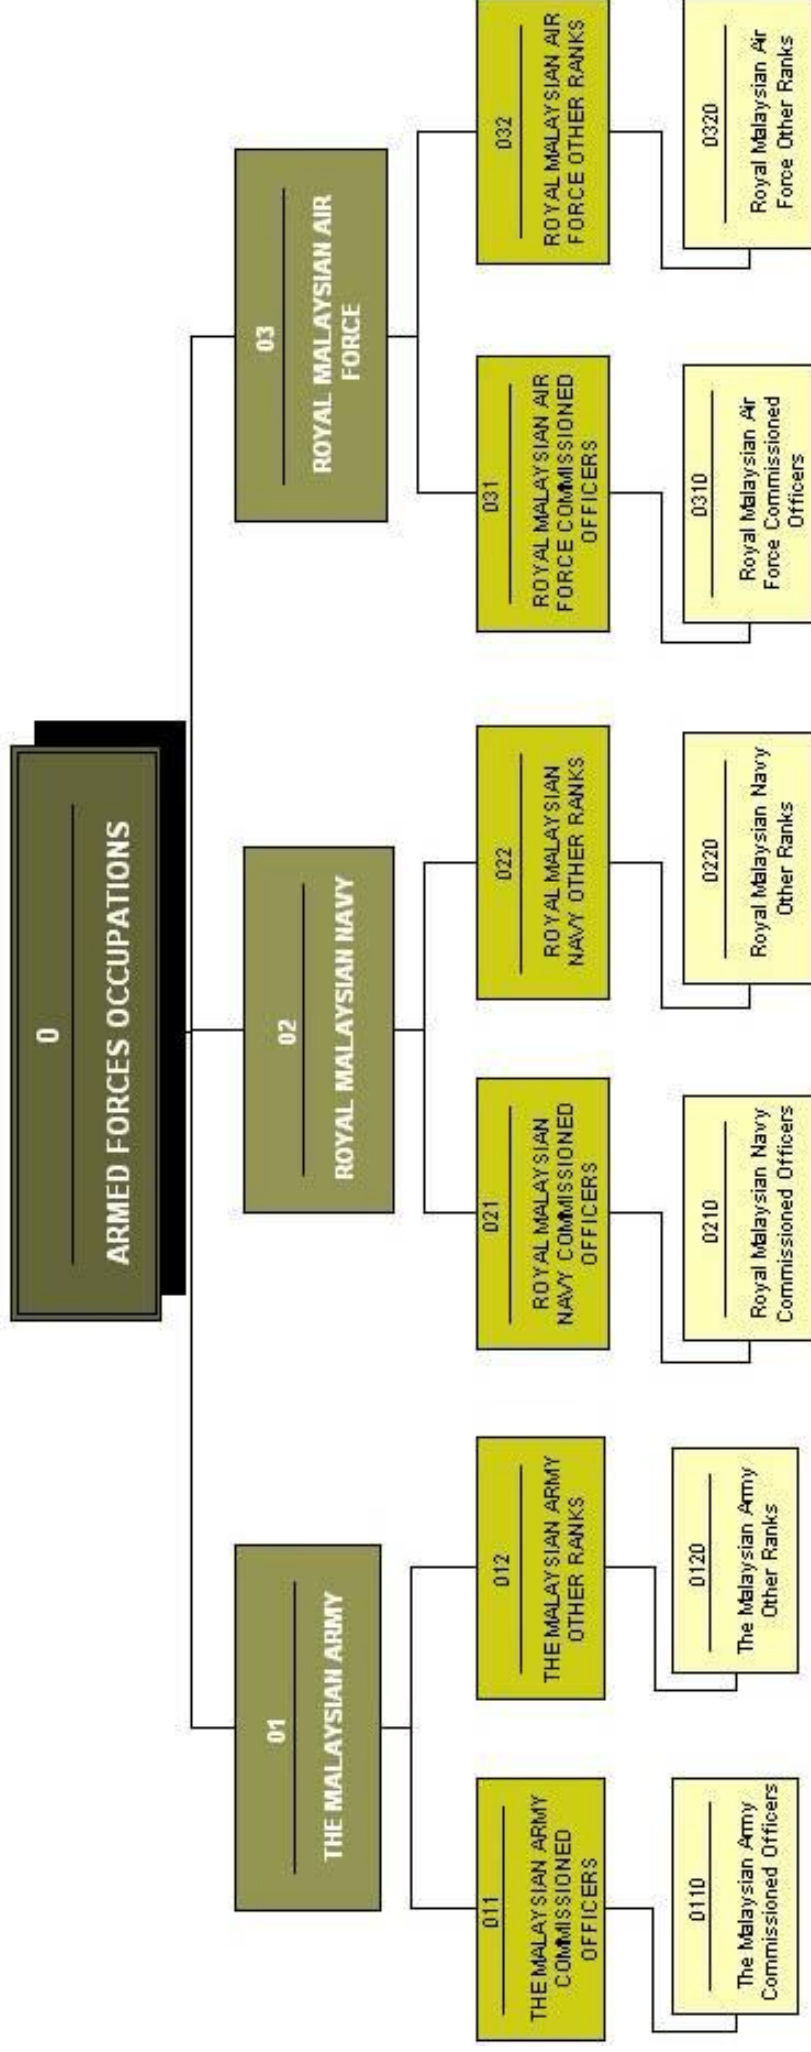 0
ARMED FORCES OCCUPATIONS
01
THE MALAYSIAN ARMY
02
ROYAL MALAYSIAN NAVY
03
ROYAL MALAYSIAN AIR
FORCE
011
THE MALAYSIAN ARMY
COMMISSIONED
OFFICERS
012
THE MALAYSIAN ARMY
OTHER RANKS
021
ROYAL MALAYSIAN
NAVY COMMISSIONED
OFFICERS
022
ROYAL MALAYSIAN
NAVY OTHER RANKS
031
ROYAL MALAYSIAN AIR
FORCE COMMISSIONED
OFFICERS
032
ROYAL MALAYSIAN AIR
FORCE OTHER RANKS
0110
The Malaysian Army
Commissioned Officers
0120
The Malaysian Army
Other Ranks
0210
Royal Malaysian Navy
Commissioned Officers
0220
Royal Malaysian Navy
Other Ranks
0310
Royal Malaysian Air
Force Commissioned
Officers
0320
Royal Malaysian Air
Force Other Ranks